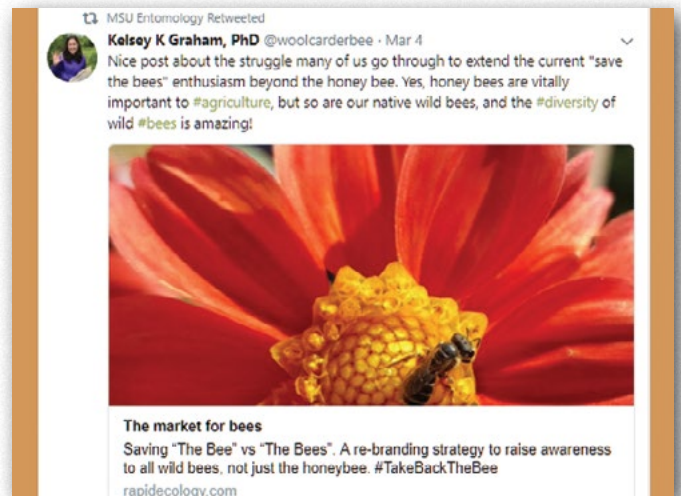 MSU Entomology Retweeted
Kelsey K Graham, PhD @woolcarderbee · Mar 4
Nice post about the struggle many of us go through to extend the current "save
the bees" enthusiasm beyond the honey bee. Yes, honey bees are vitally
important to #agriculture, but so are our native wild bees, and the #diversity of
wild #bees is amazing!
The market for bees
Saving “The Bee” vs “The Bees”. A re-branding strategy to raise awareness
to all wild bees, not just the honeybee. #TakeBackTheBee
rapidecology.com